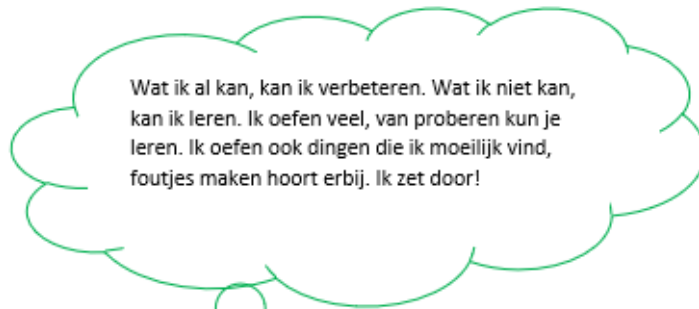 Wat ik al kan, kan ik verbeteren. Wat ik niet kan,
kan ik leren. Ik oefen veel, van proberen kun je
leren. Ik oefen ook dingen die ik moeilijk vind,
foutjes maken hoort erbij. Ik zet door!